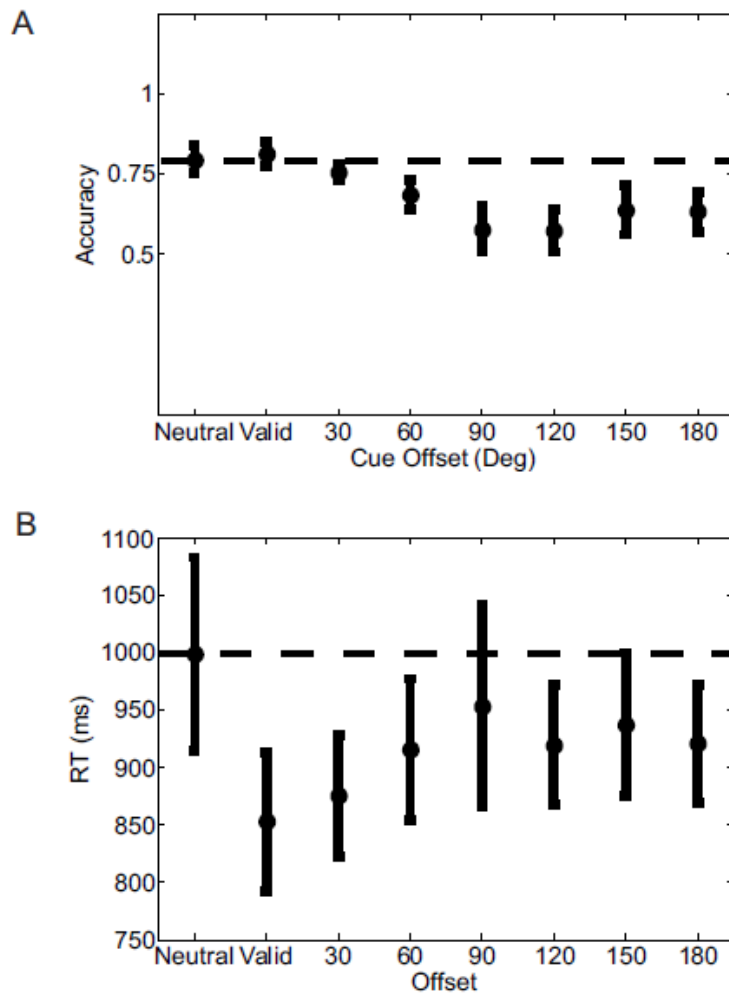 A
Accuracy
1
0.75
0.5
Neutral Valid 30 60 90 120 150 180
Cue Offset (Deg)
B
RT (ms)
1100
1050
1000
950
900
850
800
750
Neutral Valid 30 60 90 120 150 180
Offset